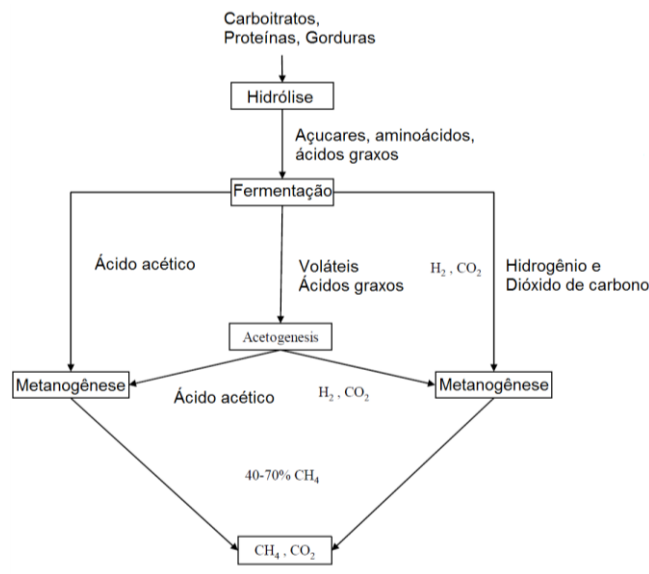 Carboitratos,
Proteínas, Gorduras
Hidrólise
Açucares, aminoácidos,
ácidos graxos
Fermentação
Ácido acético
Voláteis
Ácidos graxos
H₂ , CO₂
Hidrogênio e
Dióxido de carbono
Acetogenesis
Metanogênese
Ácido acético
H₂ , CO₂
Metanogênese
40-70% CH₄
CH₄ , CO₂